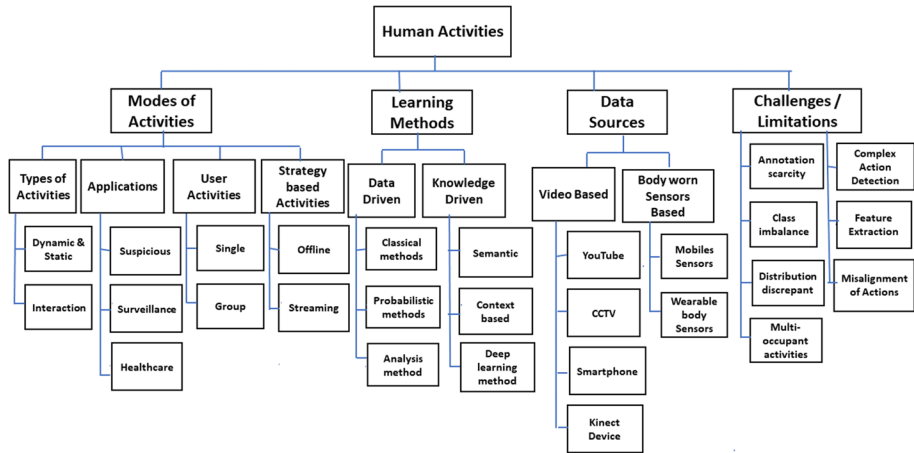 Human Activities
Modes of
Activities
Learning
Methods
Data
Sources
Challenges /
Limitations
Types of
Activities
Applications
User
Activities
Strategy
based
Activities
Data
Driven
Knowledge
Driven
Video Based
Body worn
Sensors
Based
Annotation
scarcity
Complex
Action
Detection
Dynamic &
Static
Suspicious
Single
Offline
Classical
methods
Semantic
YouTube
Mobiles
Sensors
Class
imbalance
Feature
Extraction
Interaction
Surveillance
Group
Streaming
Probabilistic
methods
Context
based
CCTV
Wearable
body
Sensors
Distribution
discrepant
Misalignment
of Actions
Healthcare
Analysis
method
Deep
learning
method
Smartphone
Multi-
occupant
activities
Kinect
Device